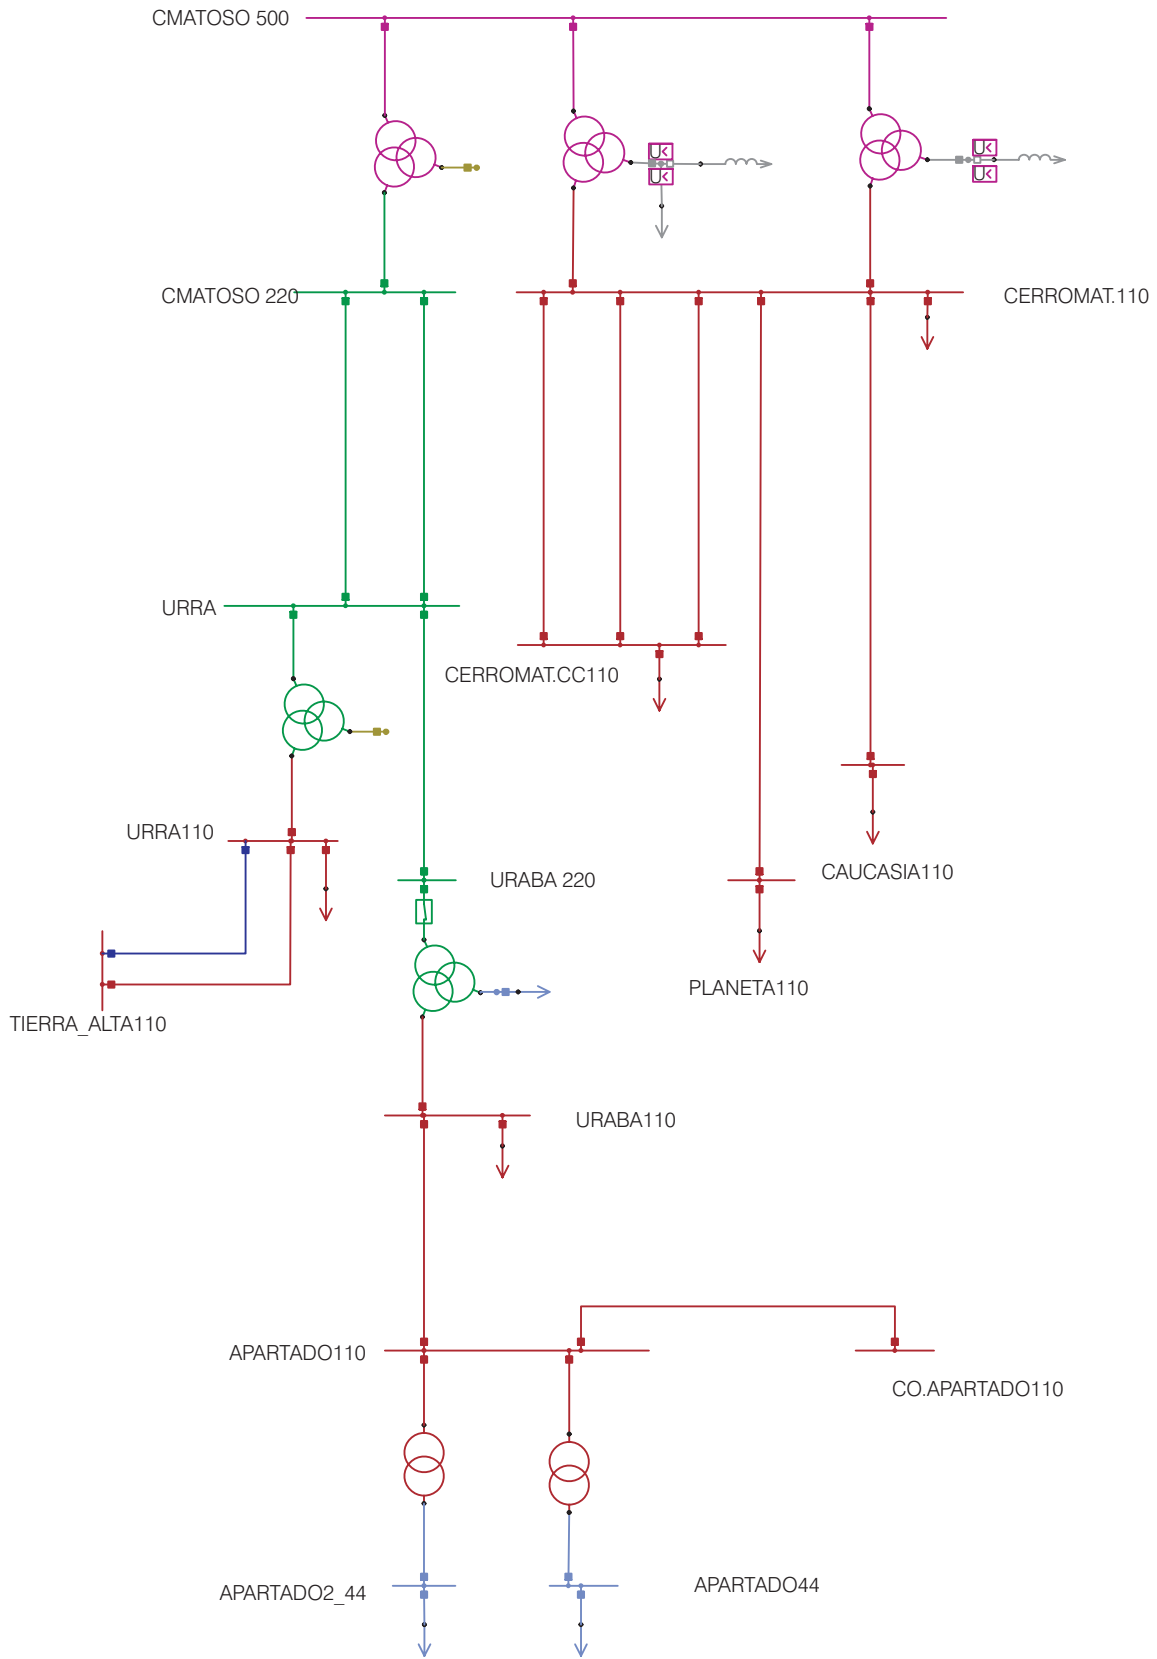 CMATOSO 500
U<
U<
U<
U<
CMATOSO 220
CERROMAT.110
URRA
CERROMAT.CC110
URRA110
URABA 220
CAUCASIA110
PLANETA110
TIERRA_ALTA110
URABA110
APARTADO110
CO.APARTADO110
APARTADO2_44
APARTADO44